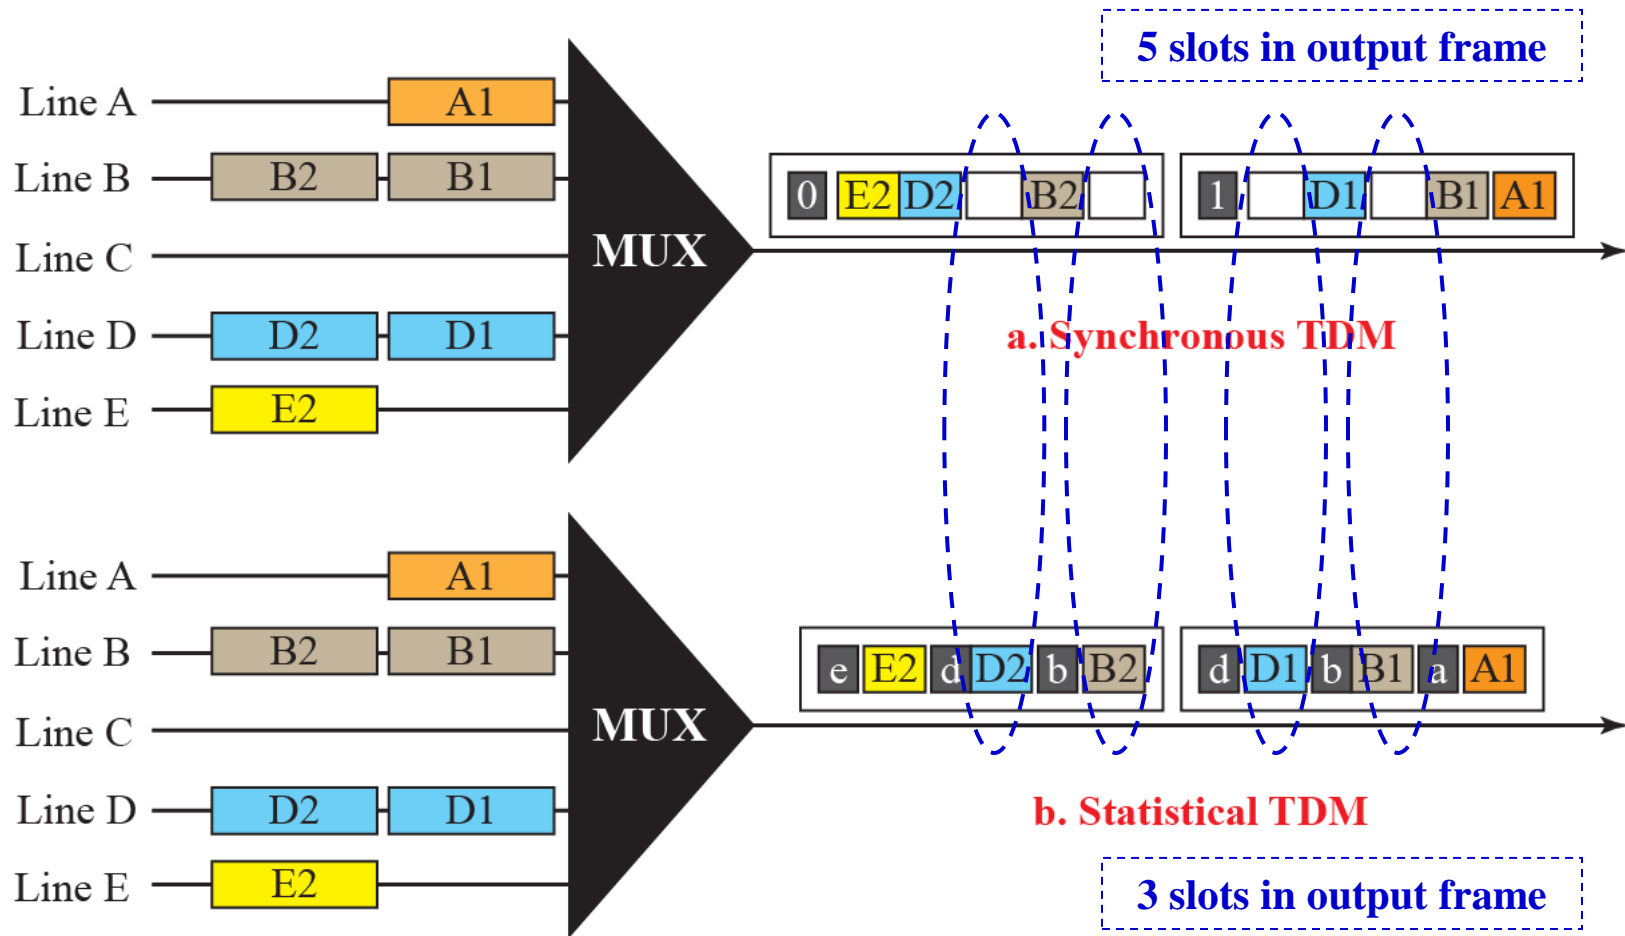 5 slots in output frame
Line A A1
Line B B2 B1
Line C
Line D D2 D1
Line E E2
MUX
0 E2 D2 B2 1 D1 B1 A1
a. Synchronous TDM
Line A A1
Line B B2 B1
Line C
Line D D2 D1
Line E E2
MUX
e E2 d D2 b B2 d D1 b B1 a A1
b. Statistical TDM
3 slots in output frame